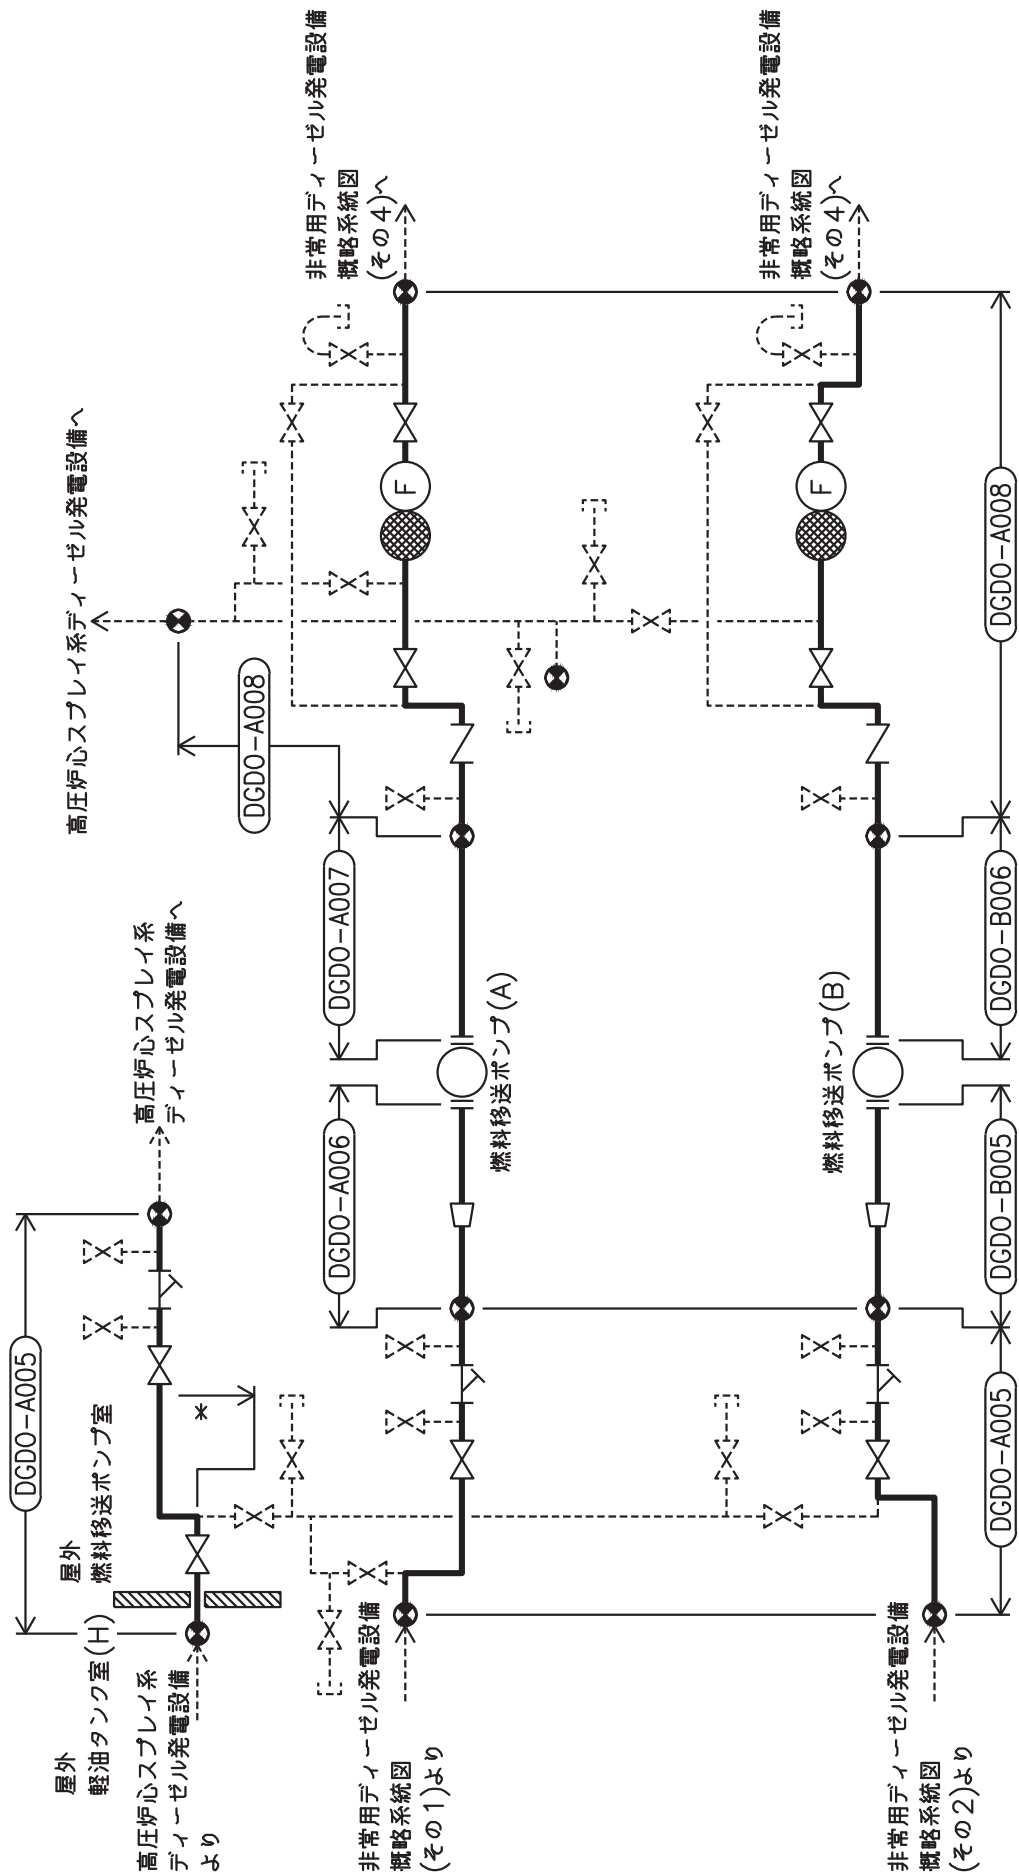 屋外
軽油タンク室(H)
屋外
燃料移送ポンプ室
DGDO-A005
高圧炉心スプレイ系
ディーゼル発電設備
より
高圧炉心スプレイ系
ディーゼル発電設備へ
*
高圧炉心スプレイ系ディーゼル発電設備へ
DGDO-A008
DGDO-A006
DGDO-A007
非常用ディーゼル発電設備
概略系統図
(その1)より
燃料移送ポンプ(A)
F
非常用ディーゼル発電設備
概略系統図
(その4)へ
非常用ディーゼル発電設備
概略系統図
(その2)より
燃料移送ポンプ(B)
F
非常用ディーゼル発電設備
概略系統図
(その4)へ
DGDO-A005
DGDO-B005
DGDO-B006
DGDO-A008